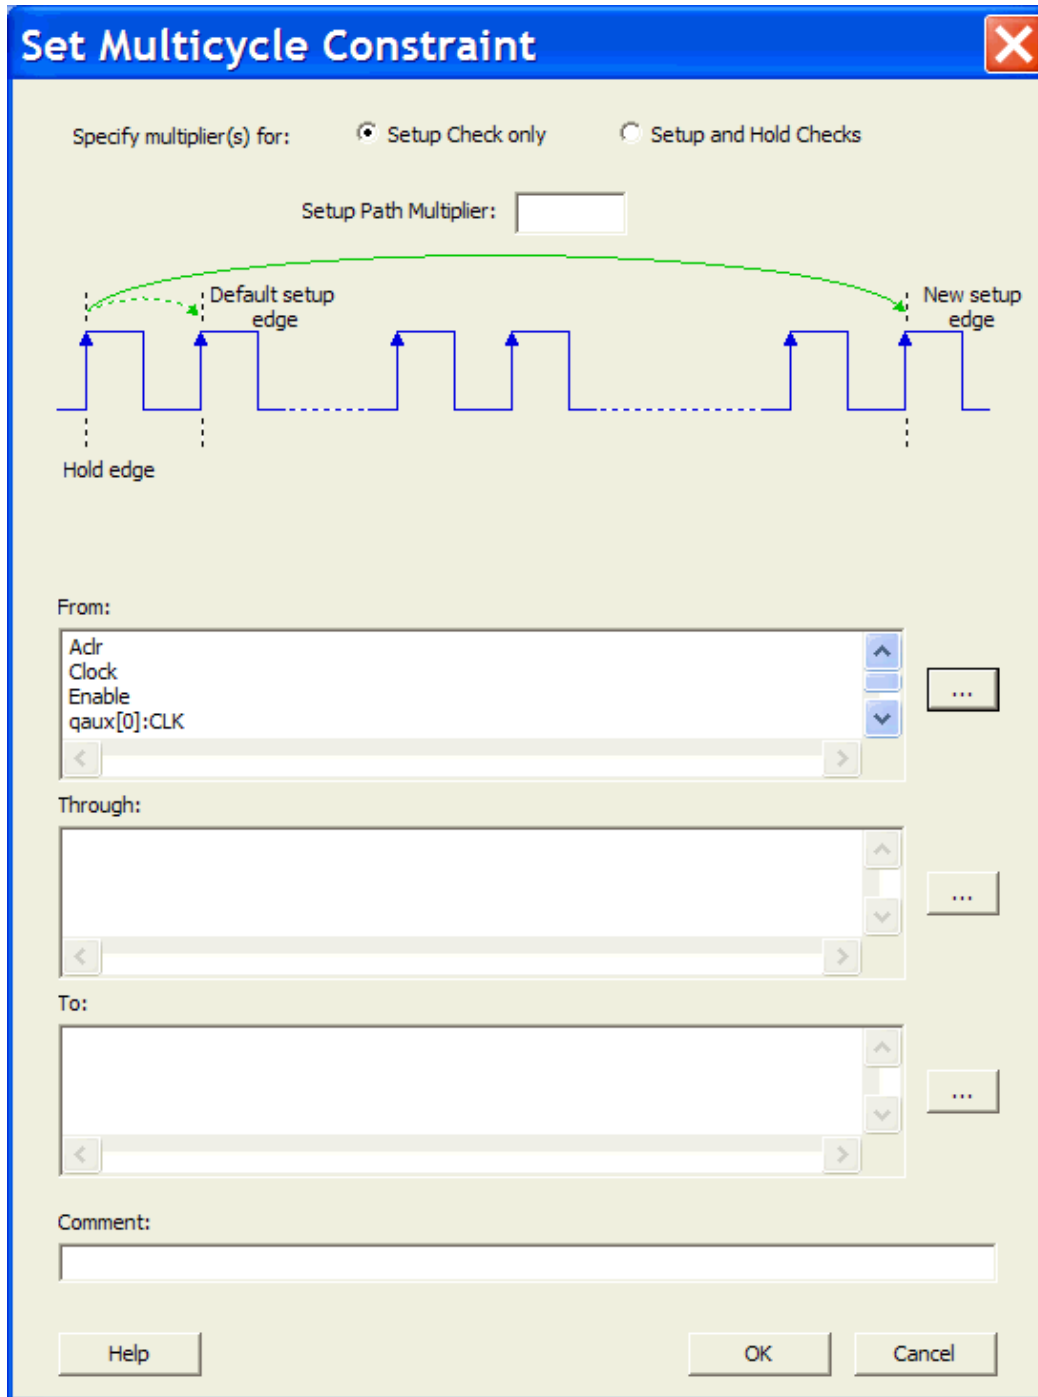 Set Multicycle Constraint
Specify multiplier(s) for: Setup Check only Setup and Hold Checks
Setup Path Multiplier:
Default setup
edge
New setup
edge
Hold edge
From:
Aclr
Clock
Enable
qaux[0]:CLK
...
Through:
...
To:
...
Comment:
Help OK Cancel